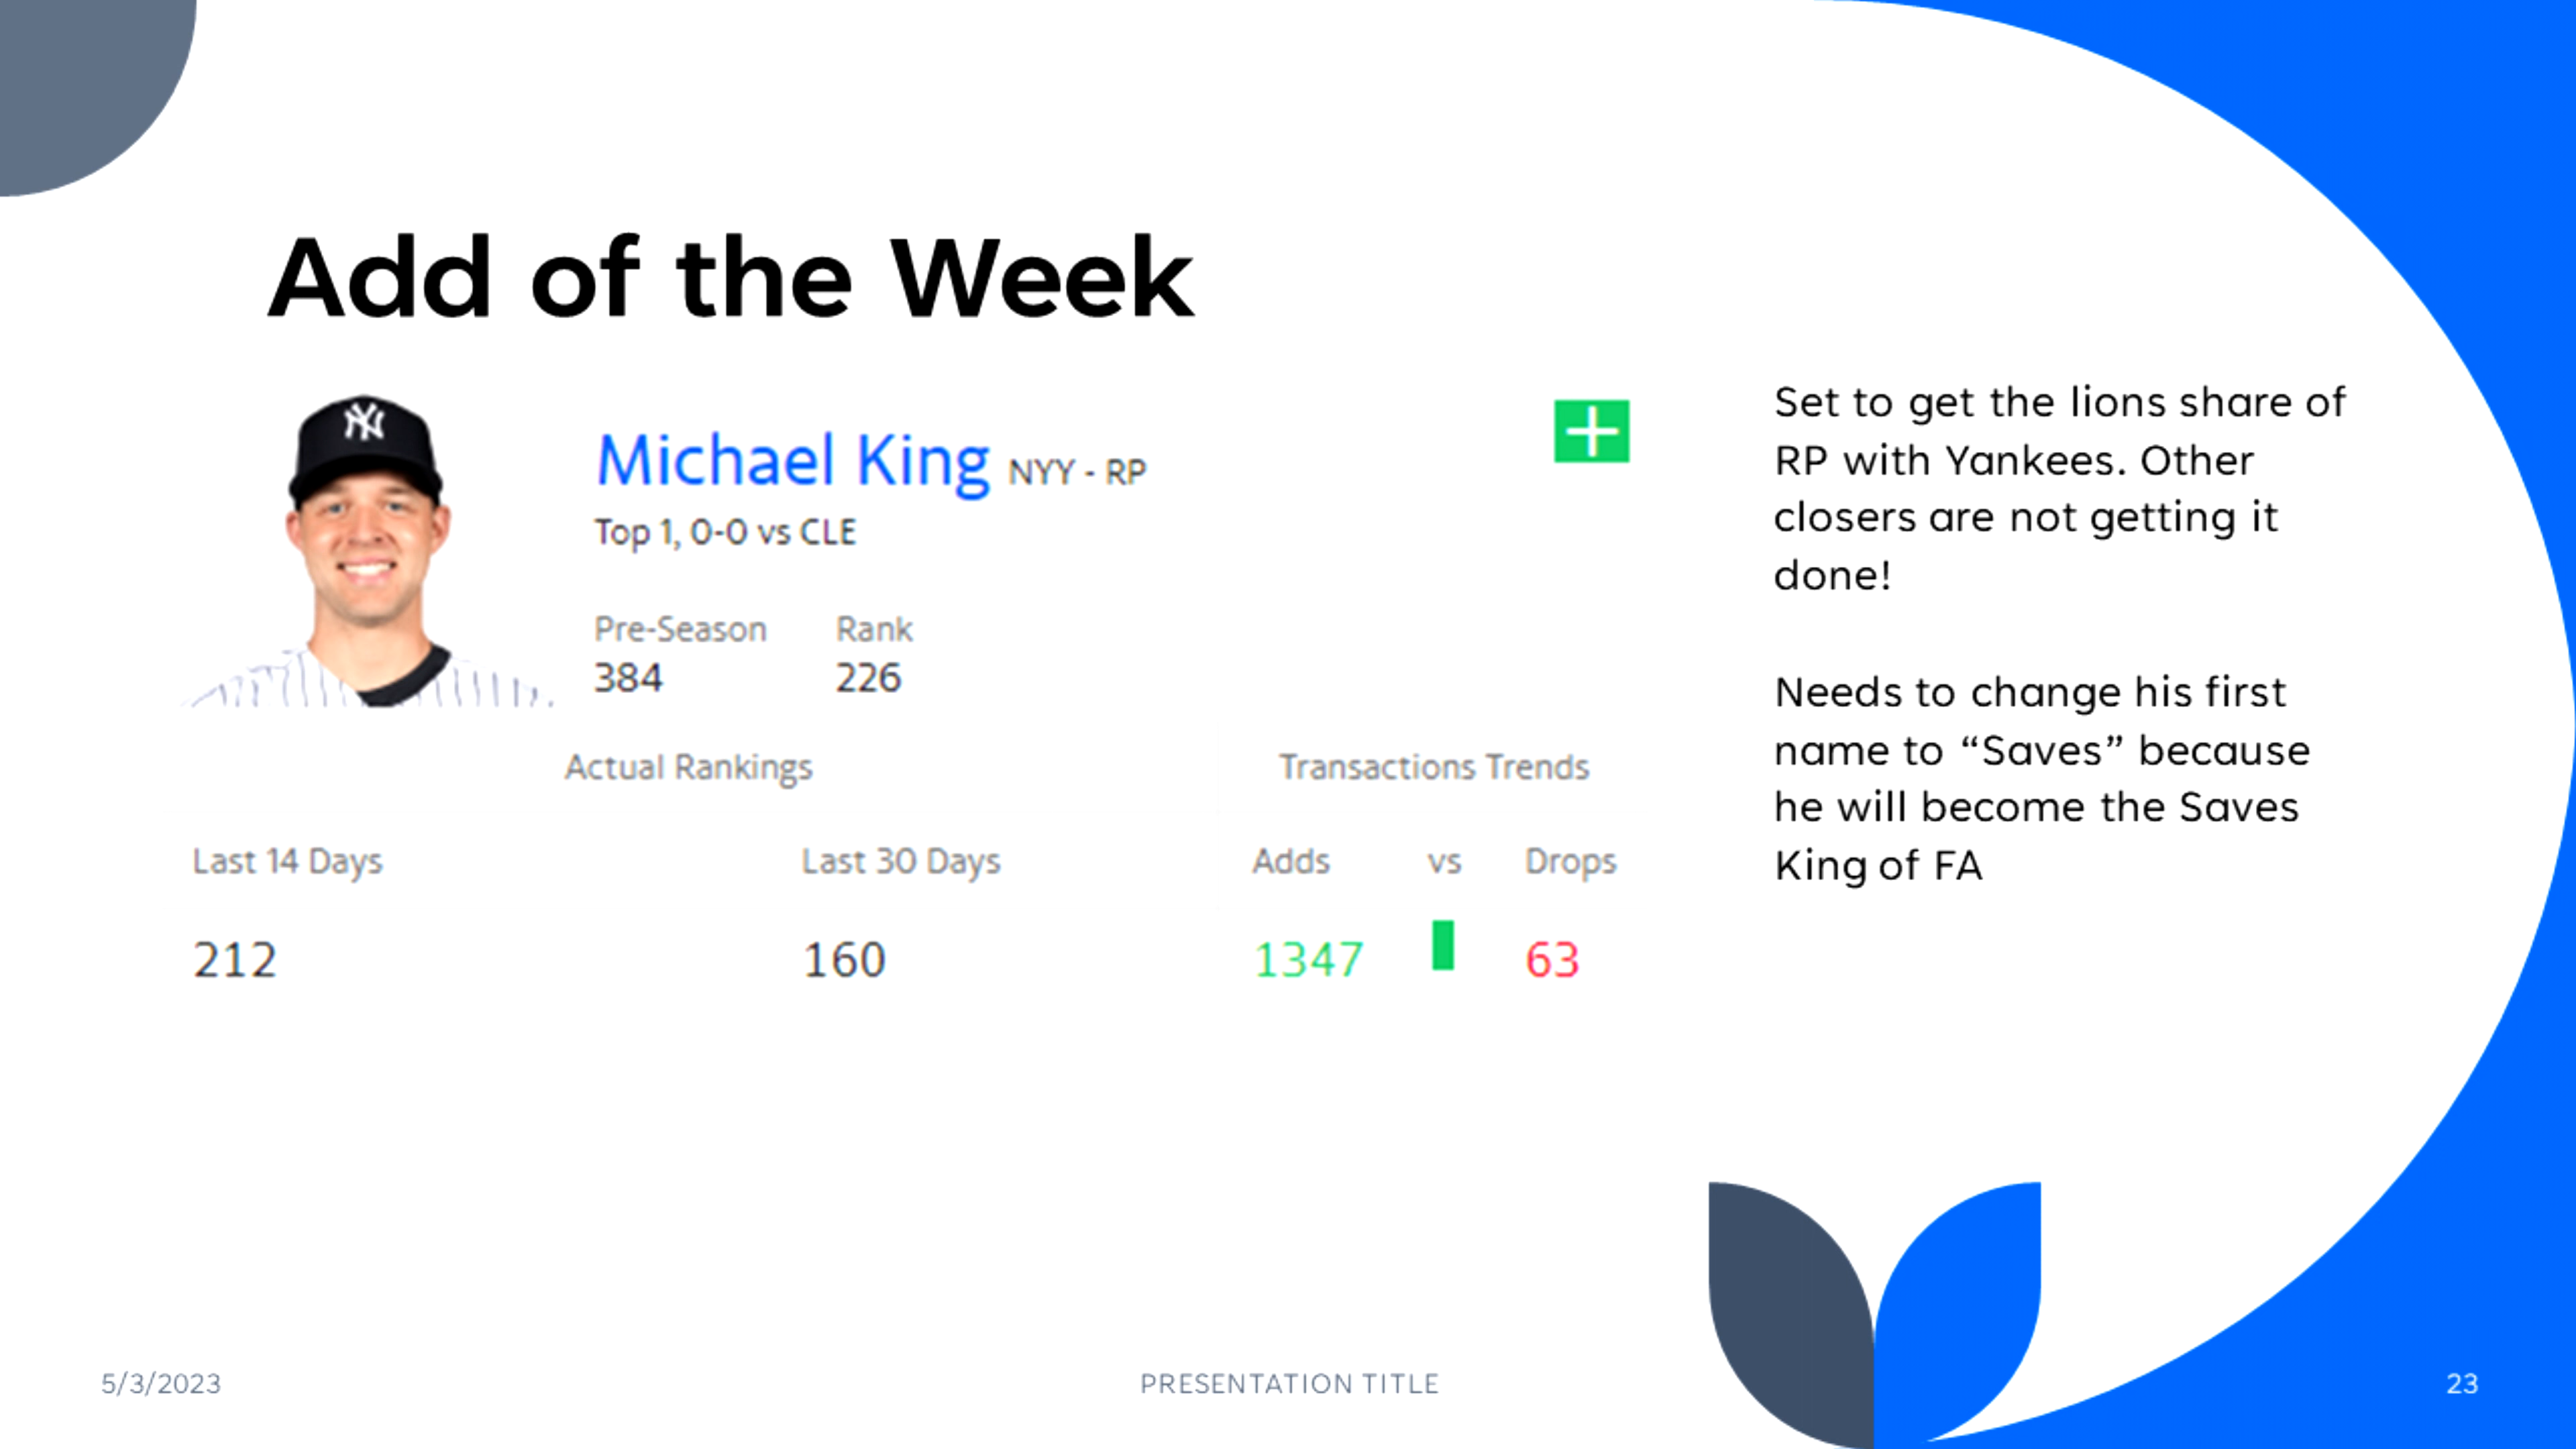 Add of the Week
NY
Michael King NYY - RP
Top 1, 0-0 vs CLE
Pre-Season Rank
384 226
Actual Rankings Transactions Trends
Last 14 Days Last 30 Days Adds vs Drops
212 160 1347 63
Set to get the lions share of
RP with Yankees. Other
closers are not getting it
done!
Needs to change his first
name to “Saves” because
he will become the Saves
King of FA
5/3/2023 PRESENTATION TITLE 23